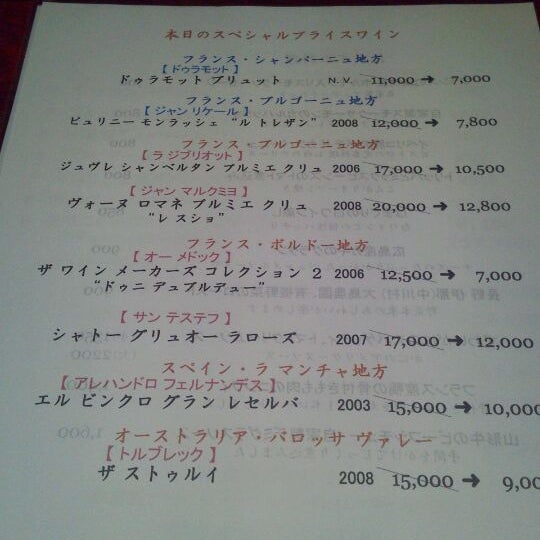 本日のスペシャルプライスワイン
フランス・シャンパーニュ地方
【 ドゥラモット 】
ドゥラモット ブリュット N.V. 11,000 → 7,000
フランス・ブルゴーニュ地方
【 ジャン リケール 】
ピュリニー モンラッシェ “ル トレザン” 2008 12,000 → 7,800
フランス・ブルゴーニュ地方
【 ラ ジブリオット 】
ジュヴレ シャンベルタン プルミエ クリュ 2006 17,000 → 10,500
【 ジャン マルクミヨ 】
ヴォーヌ ロマネ プルミエ クリュ 2008 20,000 → 12,800
“レ スショ”
フランス・ボルドー地方
【 オー メドック 】
ザ ワイン メーカーズ コレクション 2 2006 12,500 → 7,000
“ドゥニ デュブルデュー”
【 サン テステフ 】
シャトー グリュオー ラローズ 2007 17,000 → 12,000
スペイン・ラ マンチャ地方
【 アレハンドロ フェルナンデス 】
エル ビンクロ グラン レセルバ 2003 15,000 → 10,000
オーストラリア・バロッサ ヴァレー
【 トルブレック 】
ザ ストゥルイ 2008 15,000 → 9,00